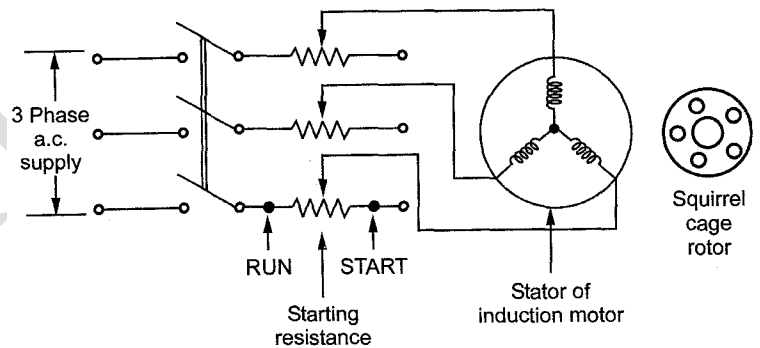 3 Phase
a.c.
supply
RUN
START
Starting
resistance
Stator of
induction motor
Squirrel
cage
rotor